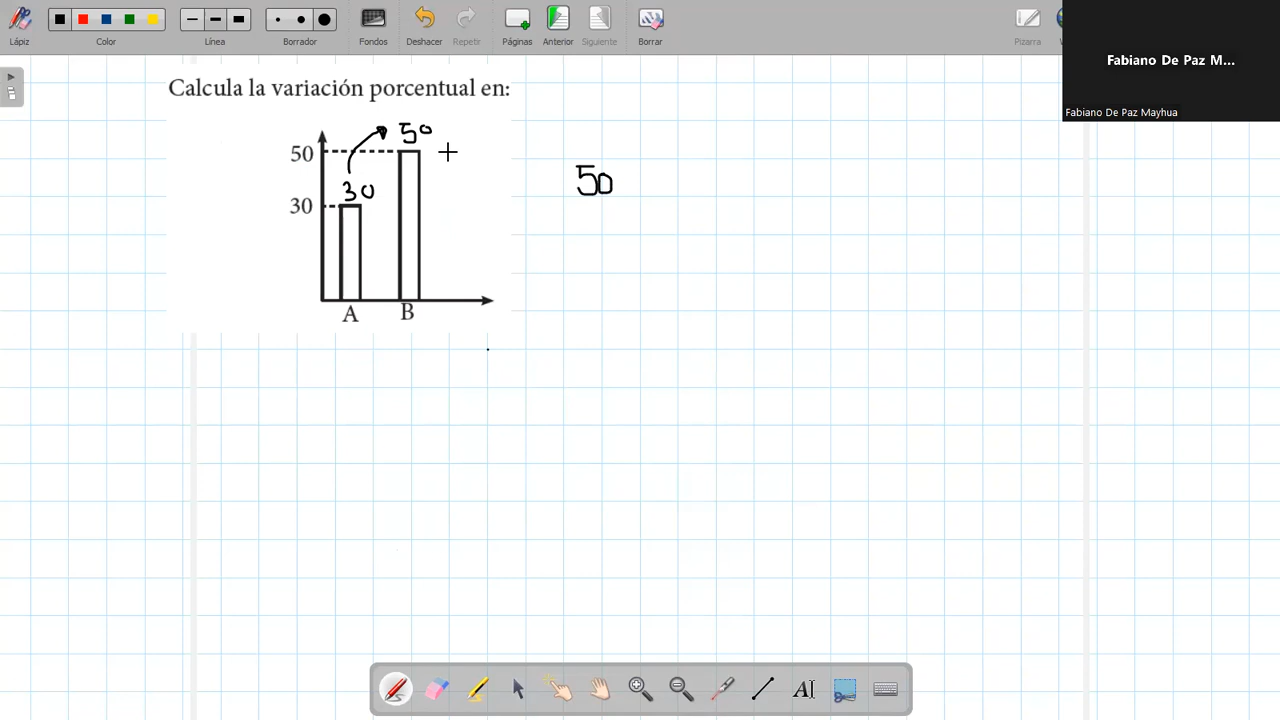 Lápiz
Color
Línea
Borrador
Fondos
Deshacer
Repetir
Páginas
Anterior
Siguiente
Borrar
Pizarra
Fabiano De Paz M...
Fabiano De Paz Mayhua
Calcula la variación porcentual en:
50
50
30
30
A
B
50